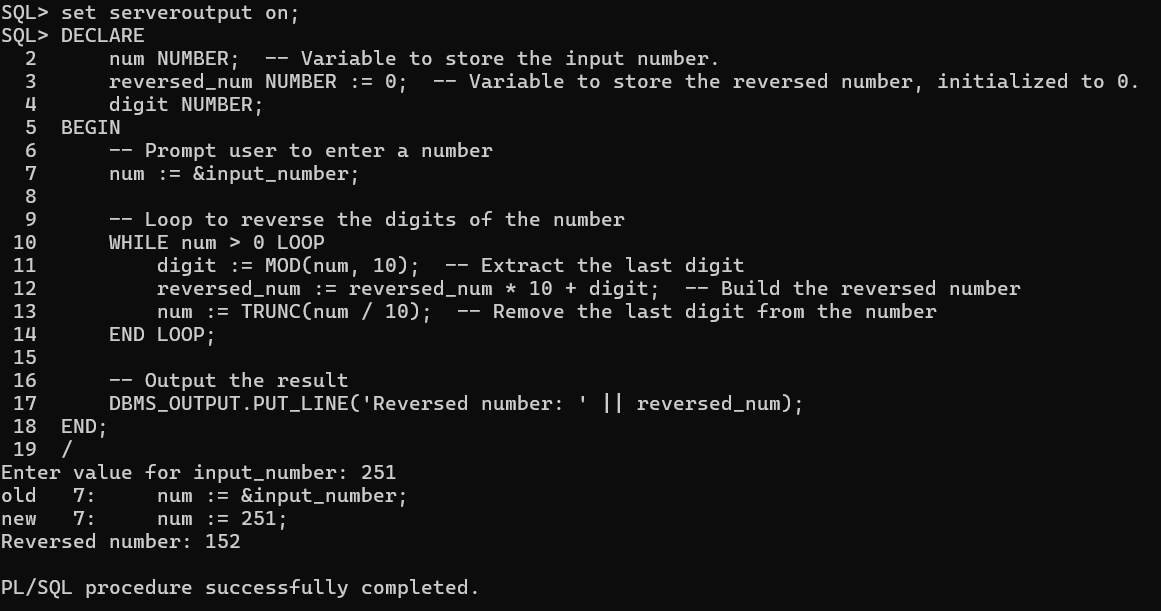 SQL> set serveroutput on;
SQL> DECLARE
  2      num NUMBER;  -- Variable to store the input number.
  3      reversed_num NUMBER := 0;  -- Variable to store the reversed number, initialized to 0.
  4      digit NUMBER;
  5  BEGIN
  6      -- Prompt user to enter a number
  7      num := &input_number;
  8
  9      -- Loop to reverse the digits of the number
 10      WHILE num > 0 LOOP
 11          digit := MOD(num, 10);  -- Extract the last digit
 12          reversed_num := reversed_num * 10 + digit;  -- Build the reversed number
 13          num := TRUNC(num / 10);  -- Remove the last digit from the number
 14      END LOOP;
 15
 16      -- Output the result
 17      DBMS_OUTPUT.PUT_LINE('Reversed number: ' || reversed_num);
 18  END;
 19  /
Enter value for input_number: 251
old   7:     num := &input_number;
new   7:     num := 251;
Reversed number: 152

PL/SQL procedure successfully completed.